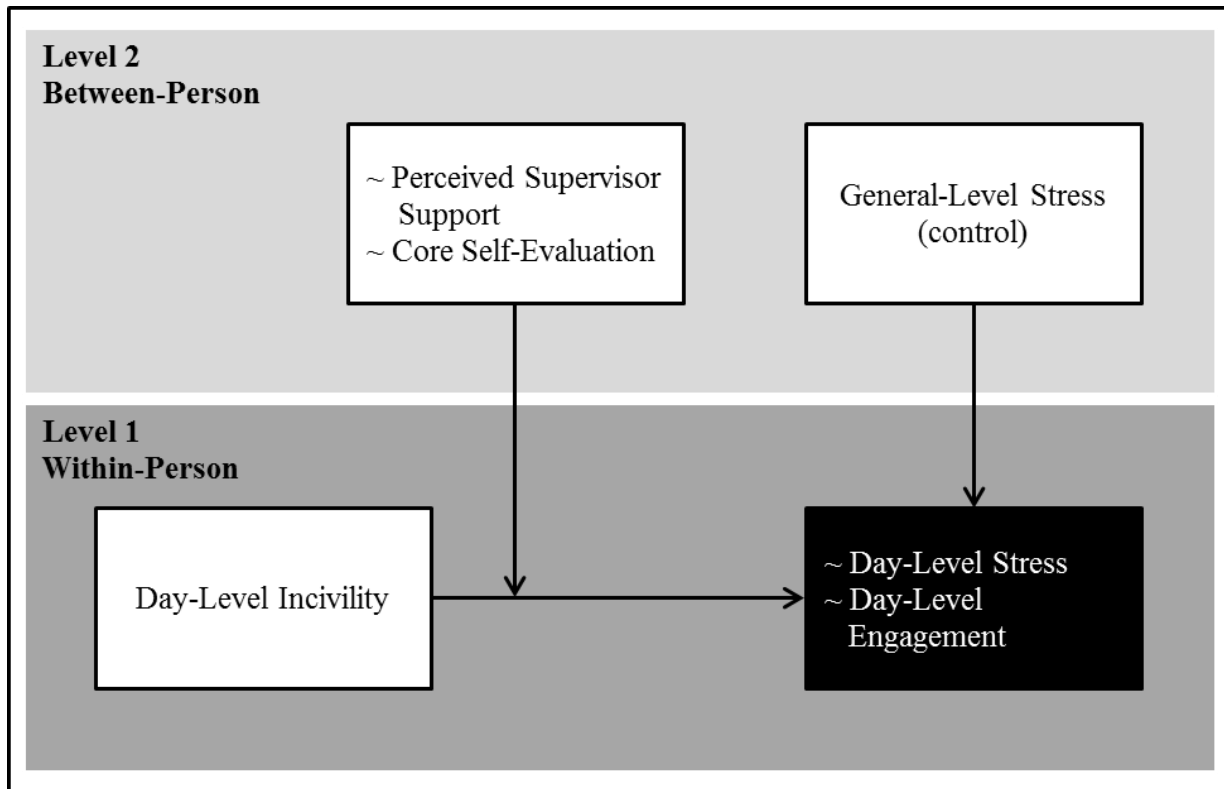 Level 2
Between-Person
~ Perceived Supervisor
Support
~ Core Self-Evaluation
General-Level Stress
(control)
Level 1
Within-Person
Day-Level Incivility
~ Day-Level Stress
~ Day-Level
Engagement